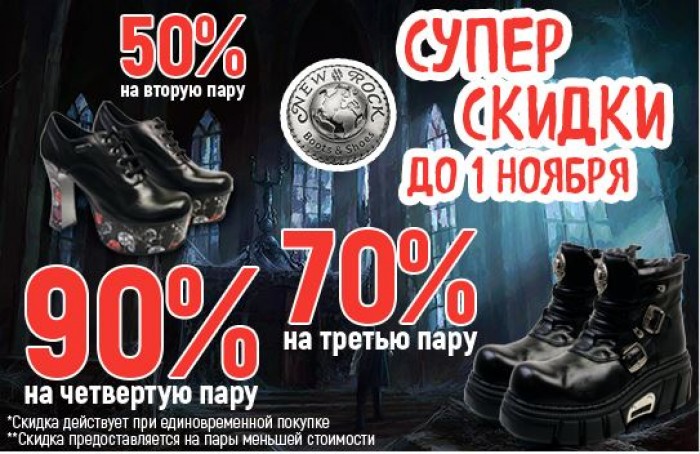 50%
на вторую пару
NEW ROCK
Boots & Shoes
СУПЕР
СКИДКИ
ДО 1 НОЯБРЯ
70%
на третью пару
90%
на четвертую пару
*Скидка действует при единовременной покупке
**Скидка предоставляется на пары меньшей стоимости